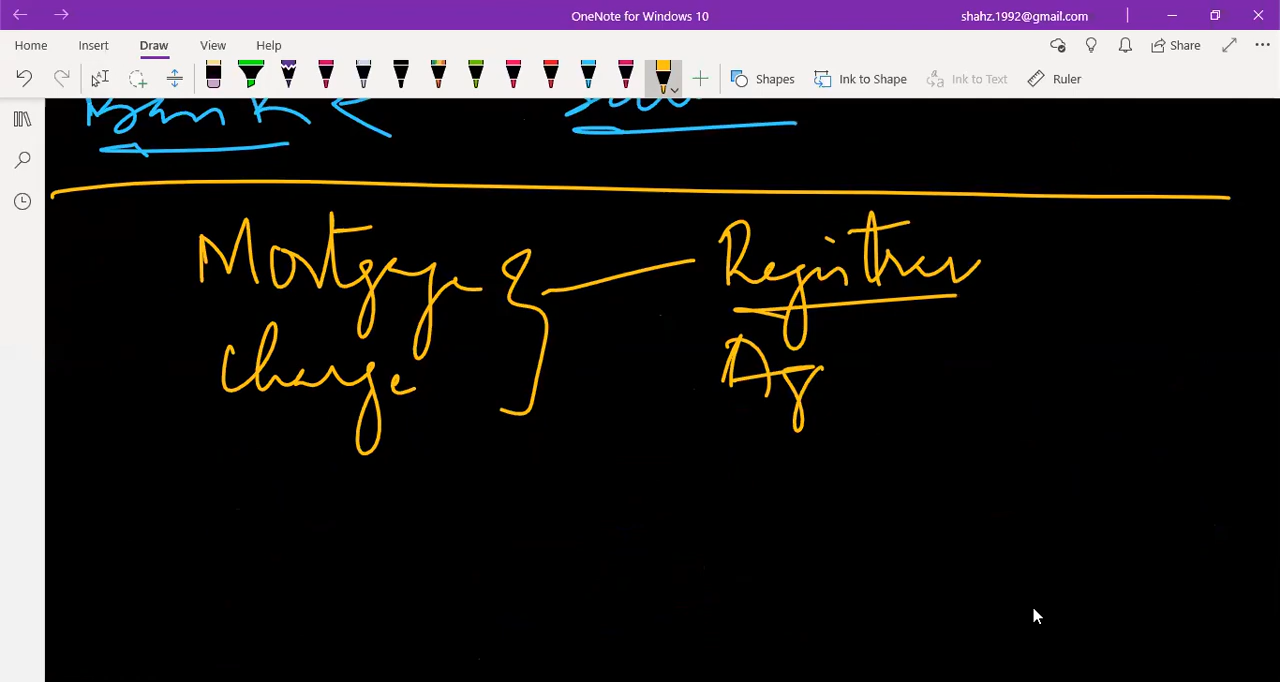 OneNote for Windows 10
shahz.1992@gmail.com
Home Insert Draw View Help
Share
Shapes Ink to Shape Ink to Text Ruler
Mortgage Registrar
Charge